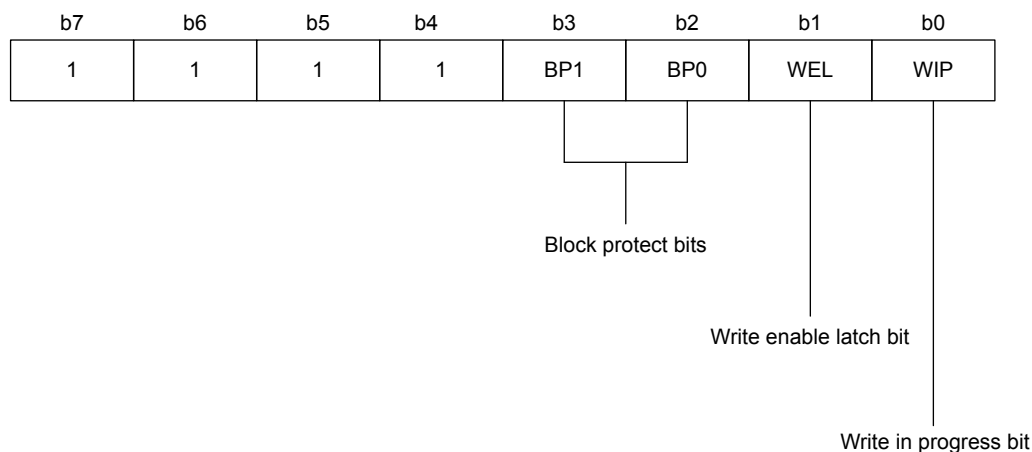 b7 b6 b5 b4 b3 b2 b1 b0
1 1 1 1 BP1 BP0 WEL WIP
Block protect bits
Write enable latch bit
Write in progress bit